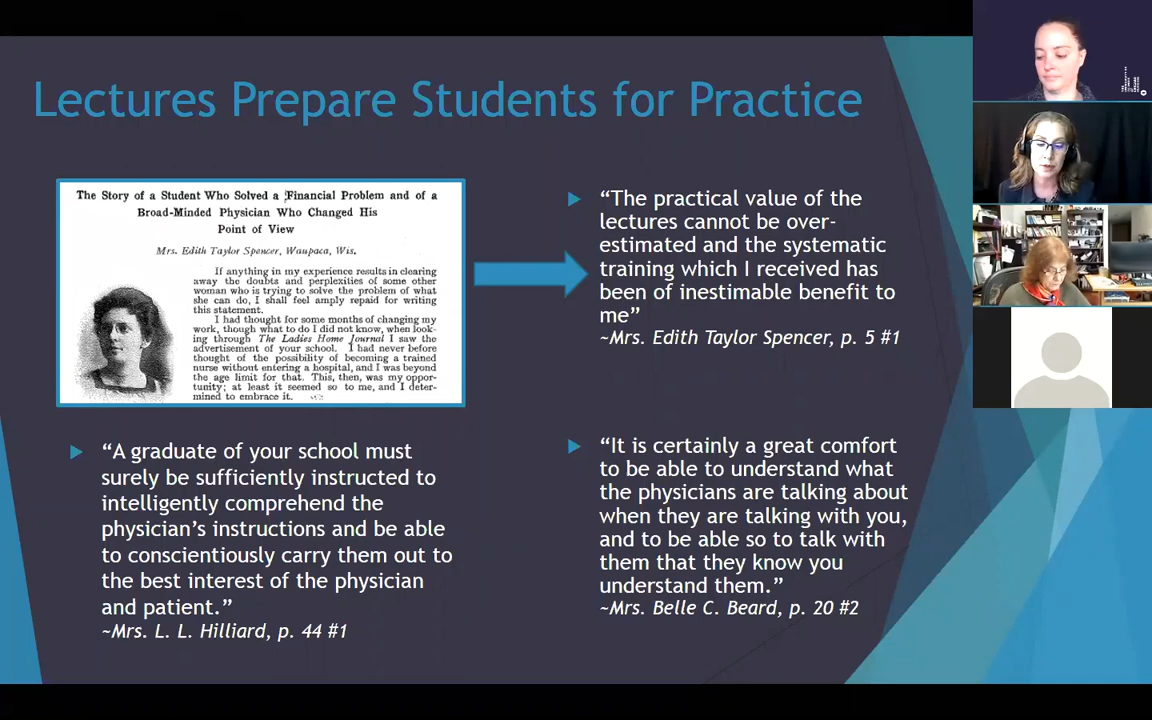 Lectures Prepare Students for Practice
The Story of a Student Who Solved a Financial Problem and of a
Broad-Minded Physician Who Changed His
Point of View
Mrs. Edith Taylor Spencer, Waupaca, Wis.
If anything in my experience results in clearing
away the doubts and perplexities of some other
woman who is trying to solve the problem of what
she can do, I shall feel amply repaid for writing
this statement.
I had thought for some months of changing my
work, though what to do I did not know, when look-
ing through The Ladies Home Journal I saw the
advertisement of your school. I had never before
thought of the possibility of becoming a trained
nurse without entering a hospital, and I was beyond
the age limit for that. This, then, was my oppor-
tunity; at least it seemed so to me, and I deter-
mined to embrace it.
“The practical value of the
lectures cannot be over-
estimated and the systematic
training which I received has
been of inestimable benefit to
me”
~Mrs. Edith Taylor Spencer, p. 5 #1
“A graduate of your school must
surely be sufficiently instructed to
intelligently comprehend the
physician’s instructions and be able
to conscientiously carry them out to
the best interest of the physician
and patient.”
~Mrs. L. L. Hilliard, p. 44 #1
“It is certainly a great comfort
to be able to understand what
the physicians are talking about
when they are talking with you,
and to be able so to talk with
them that they know you
understand them.”
~Mrs. Belle C. Beard, p. 20 #2